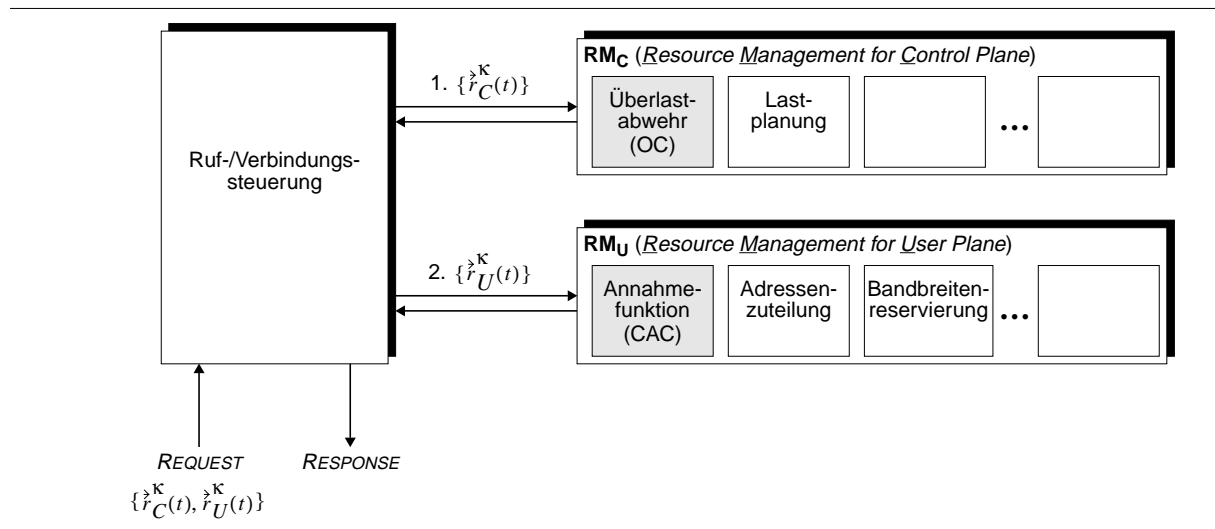 RM_C (Resource Management for Control Plane)
1. {r⃗_C^κ(t)}
Überlast-
abwehr
(OC)
Last-
planung
...
Ruf-/Verbindungs-
steuerung
RM_U (Resource Management for User Plane)
2. {r⃗_U^κ(t)}
Annahme-
funktion
(CAC)
Adressen-
zuteilung
Bandbreiten-
reservierung
...
REQUEST
RESPONSE
{r⃗_C^κ(t), r⃗_U^κ(t)}